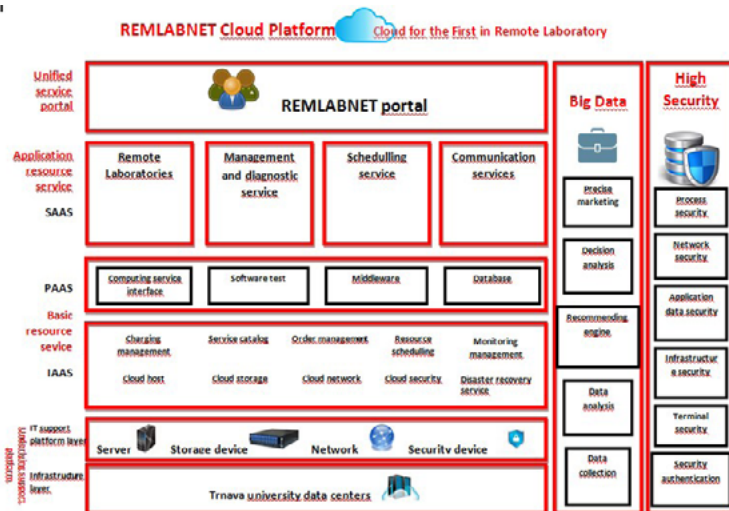 REMLABNET Cloud Platform
Cloud for the First in Remote Laboratory
Unified
service
portal
REMLABNET portal
Application
resource
service
SAAS
Remote
Laboratories
Management
and diagnostic
service
Schedulling
service
Communication
services
PAAS
Computing service
interface
Software test
Middleware
Database
Basic
resource
sevice
IAAS
Charging
management
Service catalog
Order management
Resource
scheduling
Monitoring
management
Cloud host
Cloud storage
Cloud network
Cloud security
Disaster recovery
service
IT support
platform layer
Server
Storage device
Network
Security device
Infrastructure
layer
Trnava university data centers
Big Data
Precise
marketing
Decision
analysis
Recommending
engine
Data
analysis
Data
collection
High
Security
Process
security
Network
security
Application
data security
Infrastructur
e security
Terminal
security
Security
authentication
support
platform